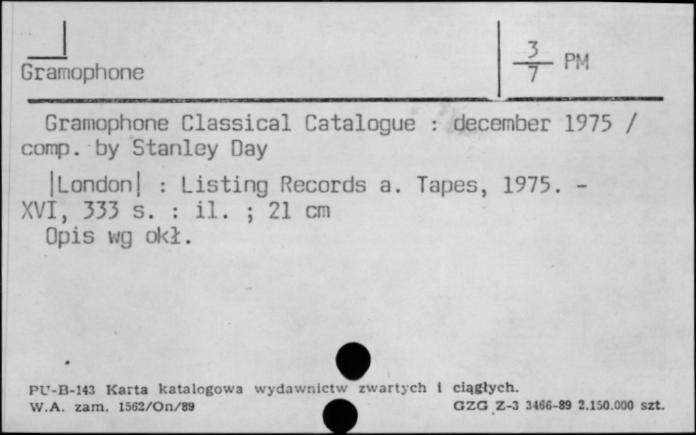 3
7 PM
Gramophone
Gramophone Classical Catalogue : december 1975 /
comp. by Stanley Day
|London| : Listing Records a. Tapes, 1975. -
XVI, 333 s. : il. ; 21 cm
Opis wg okł.
PU-B-143 Karta katalogowa wydawnictw zwartych i ciągłych.
W.A. zam. 1562/On/89 GZG Z-3 3466-89 2.150.000 szt.